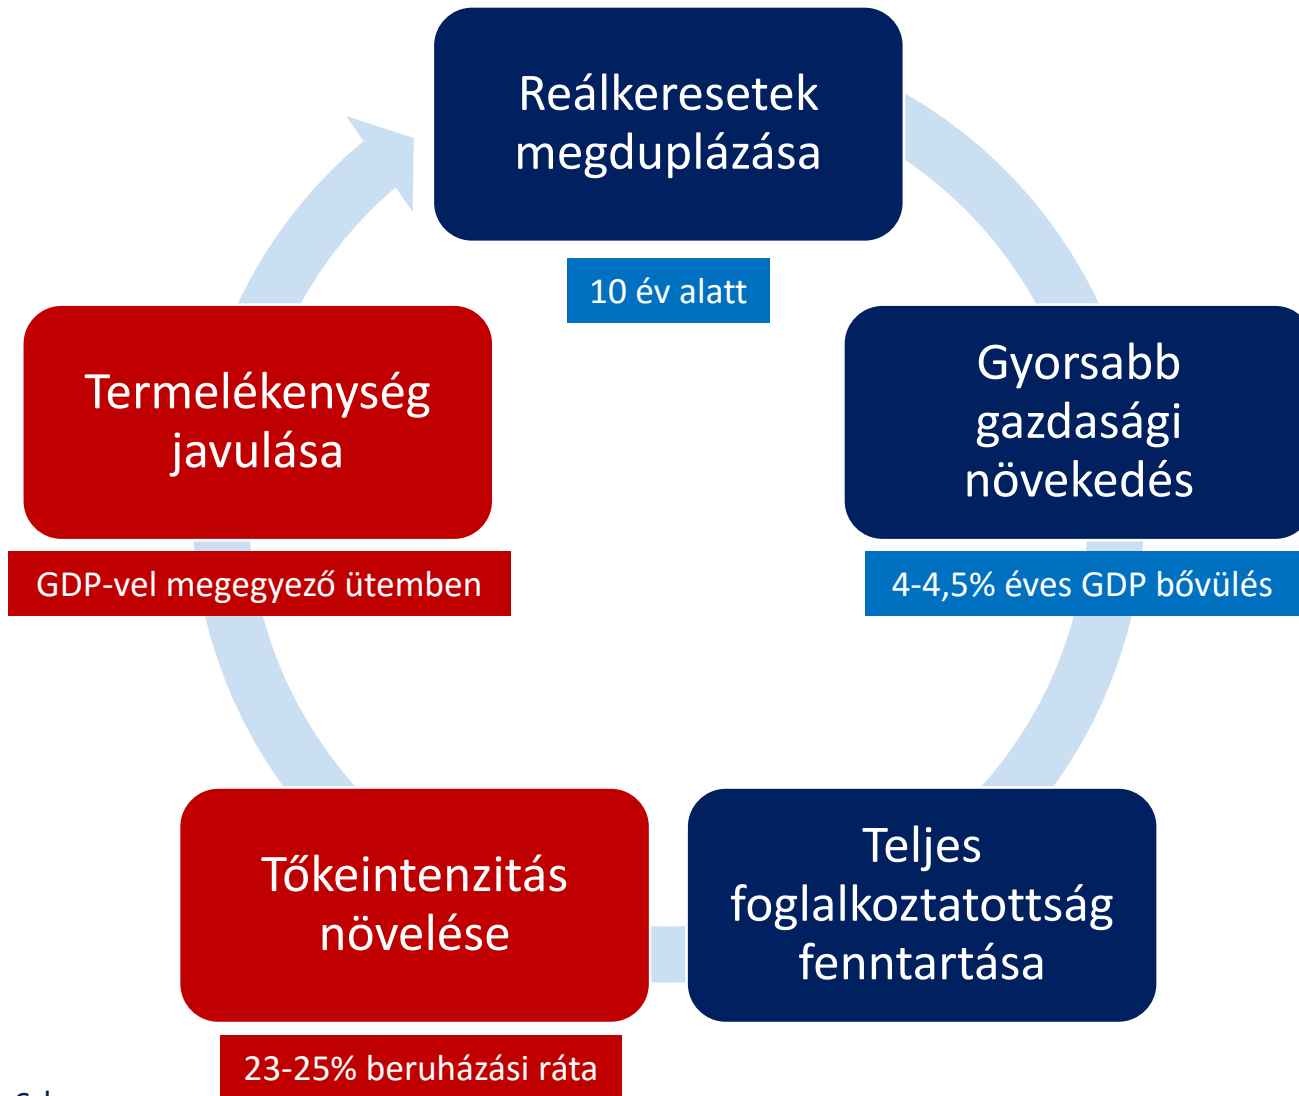 Reálkeresetek
megduplázása
10 év alatt
Gyorsabb
gazdasági
növekedés
4-4,5% éves GDP bővülés
Teljes
foglalkoztatottság
fenntartása
Tőkeintenzitás
növelése
23-25% beruházási ráta
Termelékenység
javulása
GDP-vel megegyező ütemben